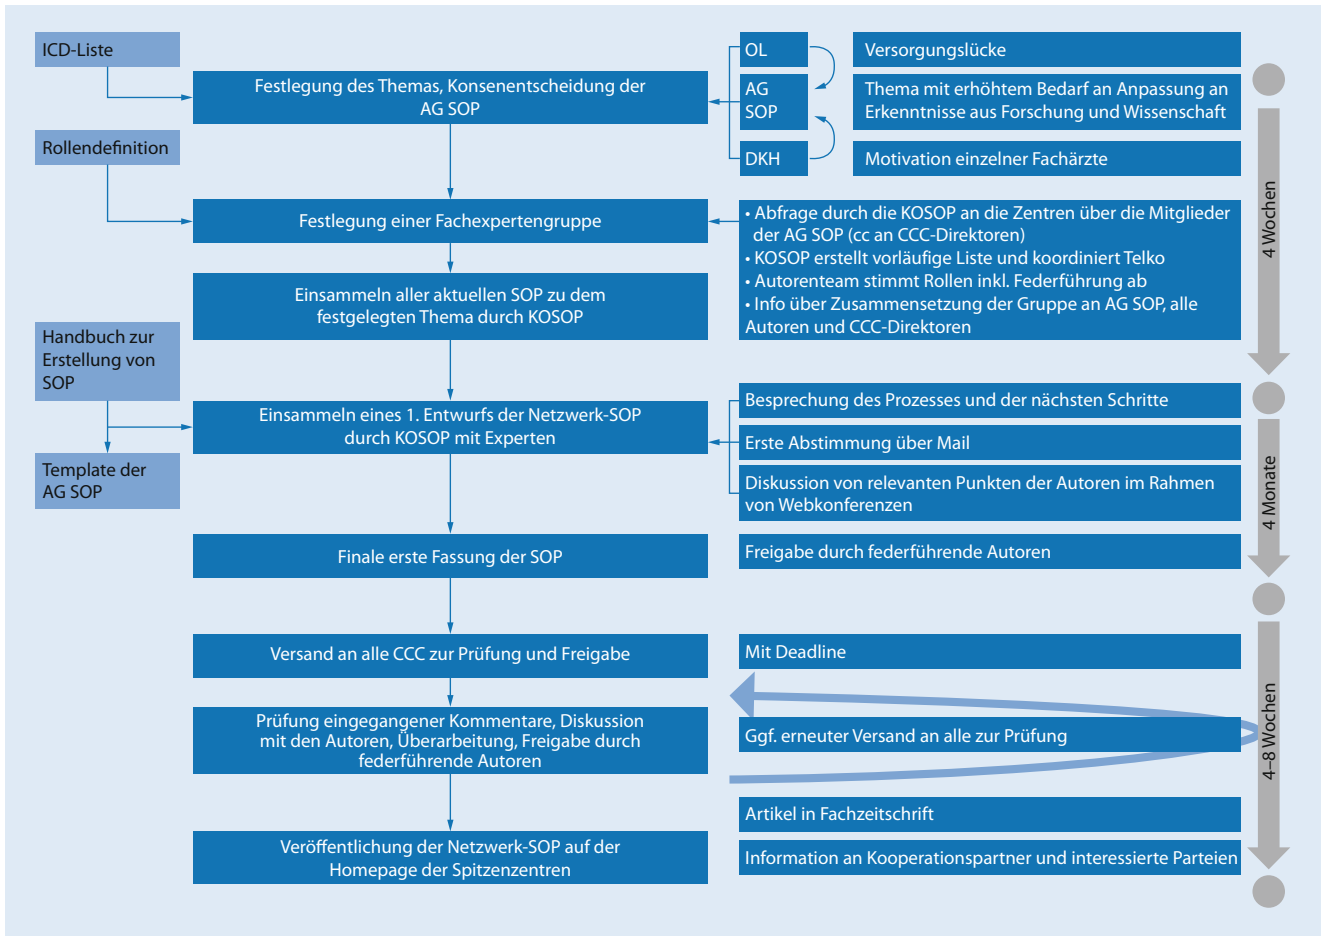 ICD-Liste
Festlegung des Themas, Konsenentscheidung der
AG SOP
OL
Versorgungslücke
AG
SOP
Thema mit erhöhtem Bedarf an Anpassung an
Erkenntnisse aus Forschung und Wissenschaft
DKH
Motivation einzelner Fachärzte
Rollendefinition
Festlegung einer Fachexpertengruppe
• Abfrage durch die KOSOP an die Zentren über die Mitglieder
der AG SOP (cc an CCC-Direktoren)
• KOSOP erstellt vorläufige Liste und koordiniert Telko
• Autorenteam stimmt Rollen inkl. Federführung ab
• Info über Zusammensetzung der Gruppe an AG SOP, alle
Autoren und CCC-Direktoren
4 Wochen
Einsammeln aller aktuellen SOP zu dem
festgelegten Thema durch KOSOP
Handbuch zur
Erstellung von
SOP
Template der
AG SOP
Einsammeln eines 1. Entwurfs der Netzwerk-SOP
durch KOSOP mit Experten
Besprechung des Prozesses und der nächsten Schritte
Erste Abstimmung über Mail
Diskussion von relevanten Punkten der Autoren im Rahmen
von Webkonferenzen
4 Monate
Finale erste Fassung der SOP
Freigabe durch federführende Autoren
Versand an alle CCC zur Prüfung und Freigabe
Mit Deadline
Prüfung eingegangener Kommentare, Diskussion
mit den Autoren, Überarbeitung, Freigabe durch
federführende Autoren
Ggf. erneuter Versand an alle zur Prüfung
4–8 Wochen
Veröffentlichung der Netzwerk-SOP auf der
Homepage der Spitzenzentren
Artikel in Fachzeitschrift
Information an Kooperationspartner und interessierte Parteien